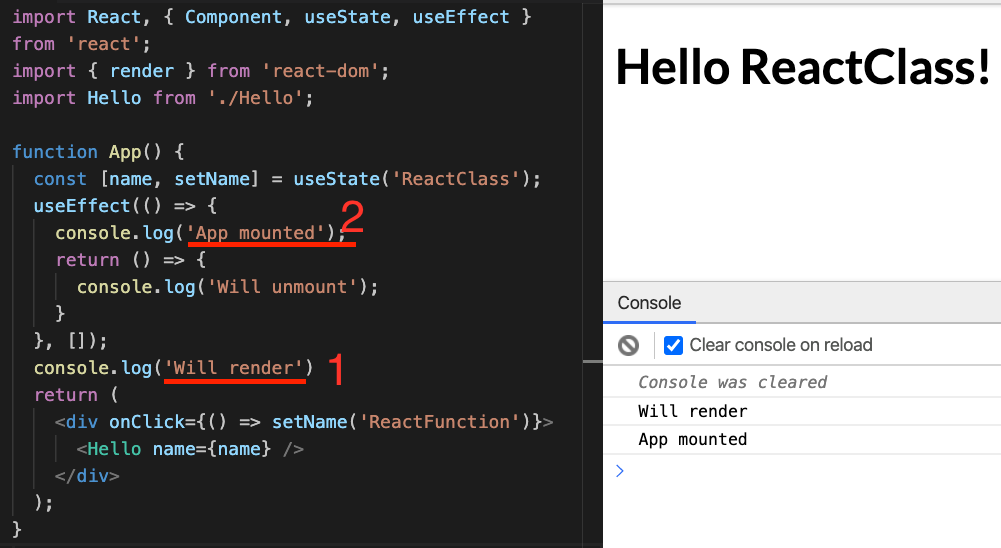 import React, { Component, useState, useEffect }
from 'react';
import { render } from 'react-dom';
import Hello from './Hello';
function App() {
const [name, setName] = useState('ReactClass');
useEffect(() => {
console.log('App mounted'); 2
return () => {
console.log('Will unmount');
}
}, []);
console.log('Will render') 1
return (
<div onClick={() => setName('ReactFunction')}>
<Hello name={name} />
</div>
);
}
Hello ReactClass!
Console
Clear console on reload
Console was cleared
Will render
App mounted
>